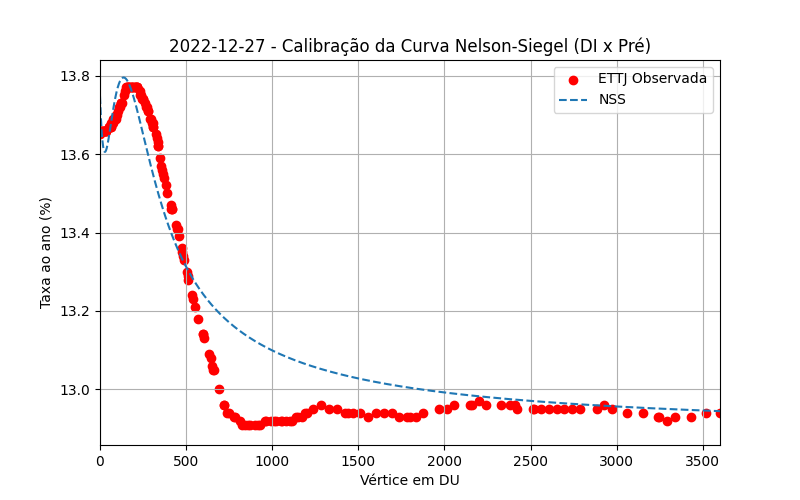 2022-12-27 - Calibração da Curva Nelson-Siegel (DI x Pré)
ETTJ Observada
NSS
Taxa ao ano (%)
13.8
13.6
13.4
13.2
13.0
0 500 1000 1500 2000 2500 3000 3500
Vértice em DU